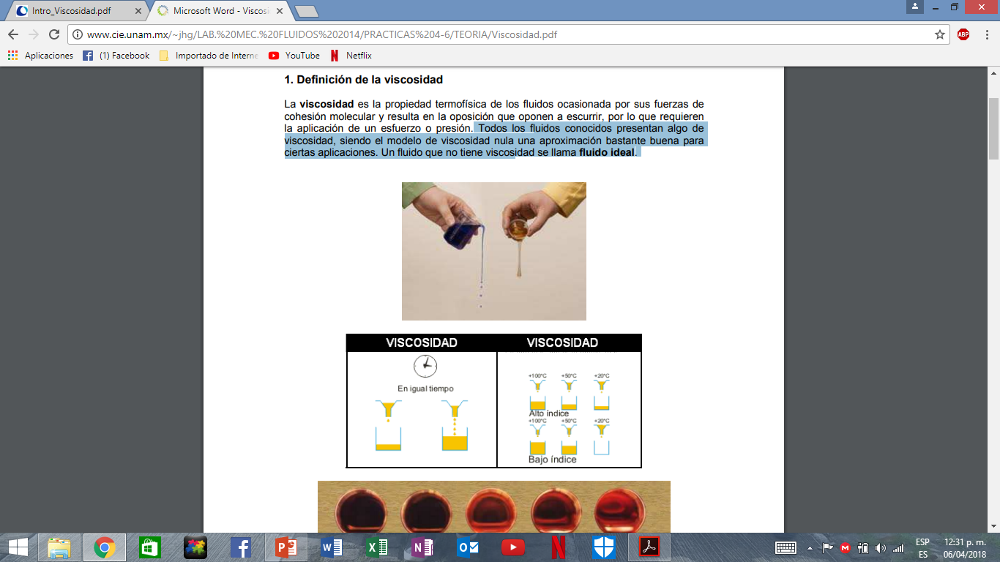 Intro_Viscosidad.pdf
Microsoft Word - Viscosi
www.cie.unam.mx/~jhg/LAB.%20MEC.%20FLUIDOS%202014/PRACTICAS%204-6/TEORIA/Viscosidad.pdf
ABP
Aplicaciones
(1) Facebook
Importado de Interne
YouTube
Netflix
1. Definición de la viscosidad
La viscosidad es la propiedad termofísica de los fluidos ocasionada por sus fuerzas de
cohesión molecular y resulta en la oposición que oponen a escurrir, por lo que requieren
la aplicación de un esfuerzo o presión. Todos los fluidos conocidos presentan algo de
viscosidad, siendo el modelo de viscosidad nula una aproximación bastante buena para
ciertas aplicaciones. Un fluido que no tiene viscosidad se llama fluido ideal.
VISCOSIDAD
VISCOSIDAD
En igual tiempo
+100°C +50°C +20°C
Alto índice
+100°C +50°C +20°C
Bajo índice
ESP
ES
12:31 p. m.
06/04/2018